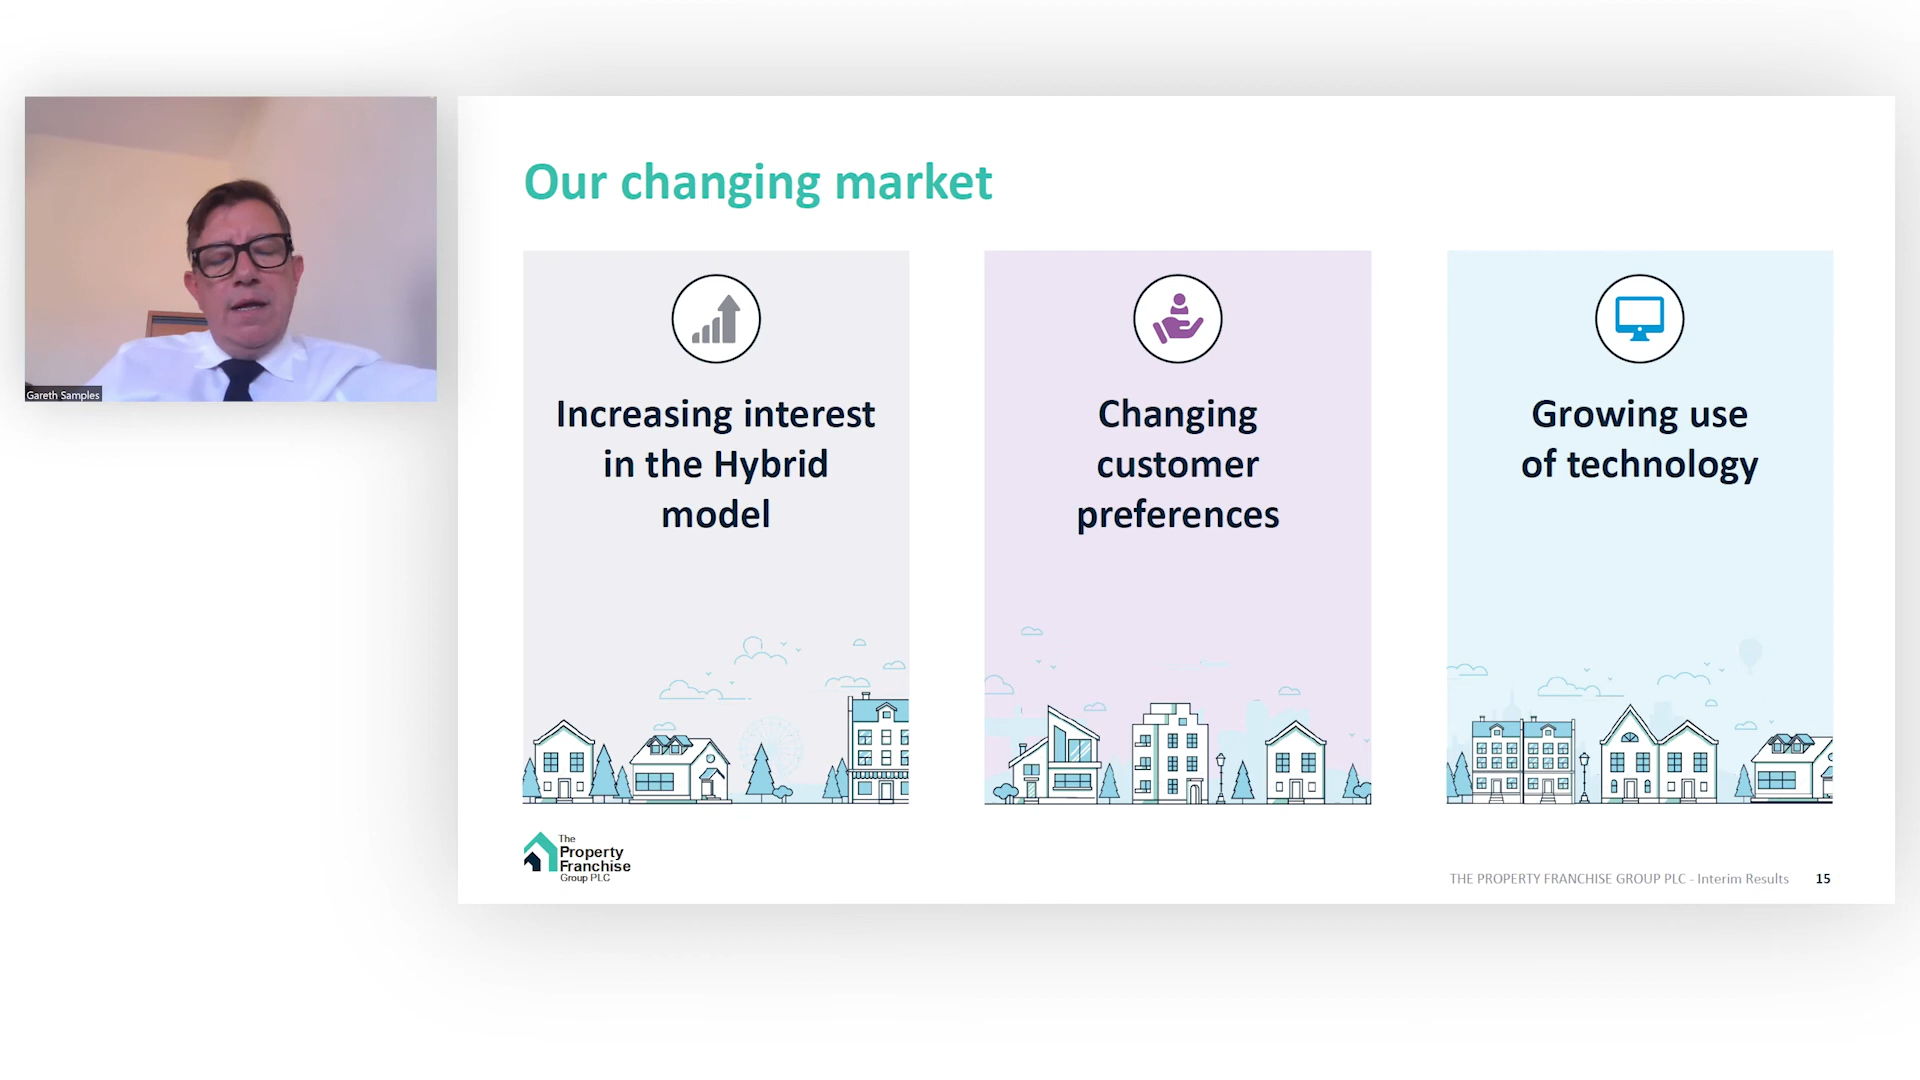 Gareth Samples
Our changing market
Increasing interest
in the Hybrid
model
Changing
customer
preferences
Growing use
of technology
The
Property
Franchise
Group PLC
THE PROPERTY FRANCHISE GROUP PLC - Interim Results 15